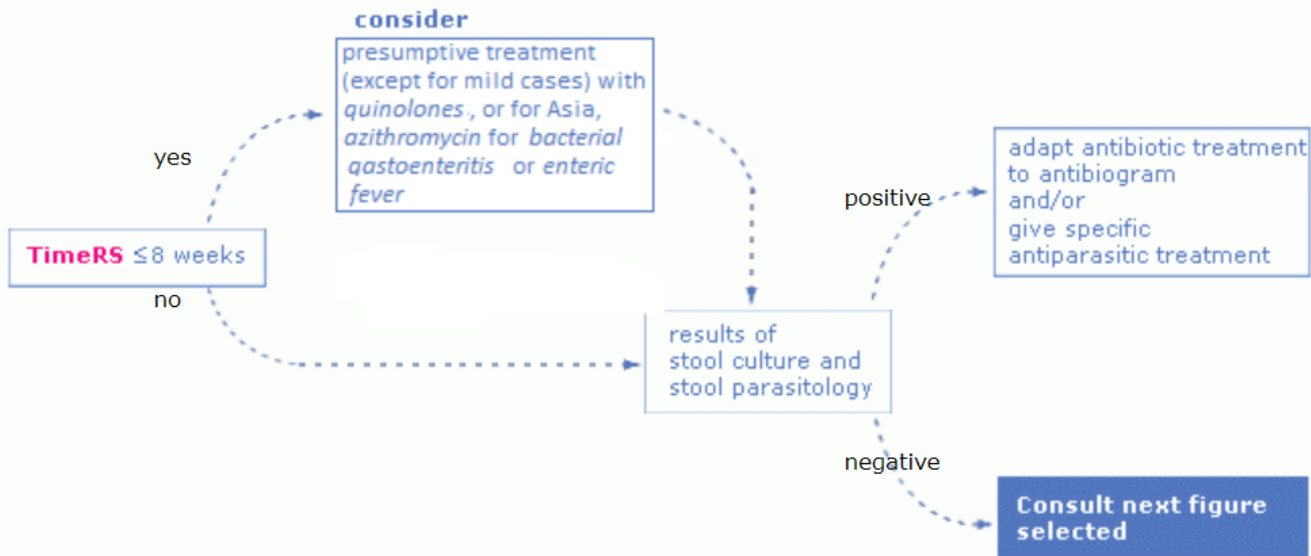 consider
presumptive treatment
(except for mild cases) with
quinolones, or for Asia,
azithromycin for bacterial
gastoenteritis or enteric
fever
yes
TimeRS ≤8 weeks
no
results of
stool culture and
stool parasitology
positive
adapt antibiotic treatment
to antibiogram
and/or
give specific
antiparasitic treatment
negative
Consult next figure
selected